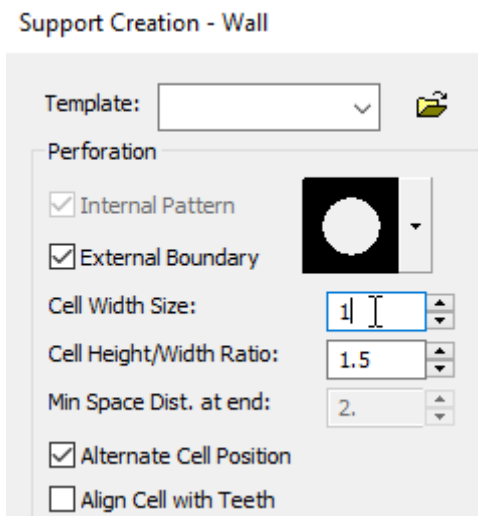 Support Creation - Wall
Template:
Perforation
Internal Pattern
External Boundary
Cell Width Size: 1
Cell Height/Width Ratio: 1.5
Min Space Dist. at end: 2.
Alternate Cell Position
Align Cell with Teeth